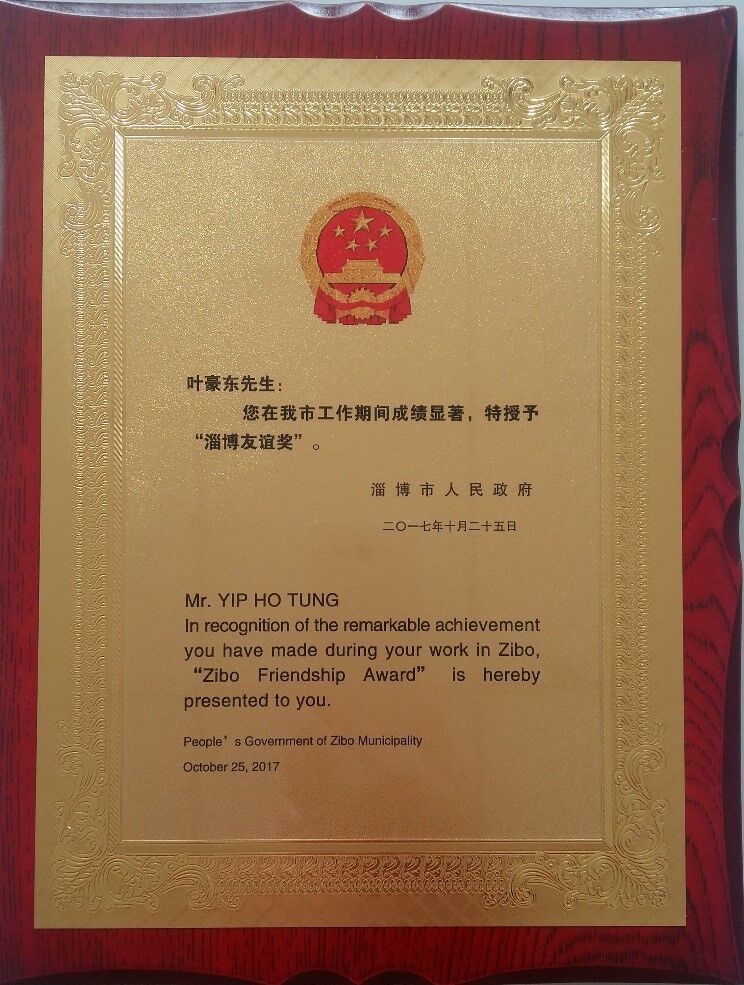 叶豪东先生：
您在我市工作期间成绩显著，特授予
“淄博友谊奖”。
淄博市人民政府
二〇一七年十月二十五日
Mr. YIP HO TUNG
In recognition of the remarkable achievement
you have made during your work in Zibo,
“Zibo Friendship Award” is hereby
presented to you.
People’s Government of Zibo Municipality
October 25, 2017